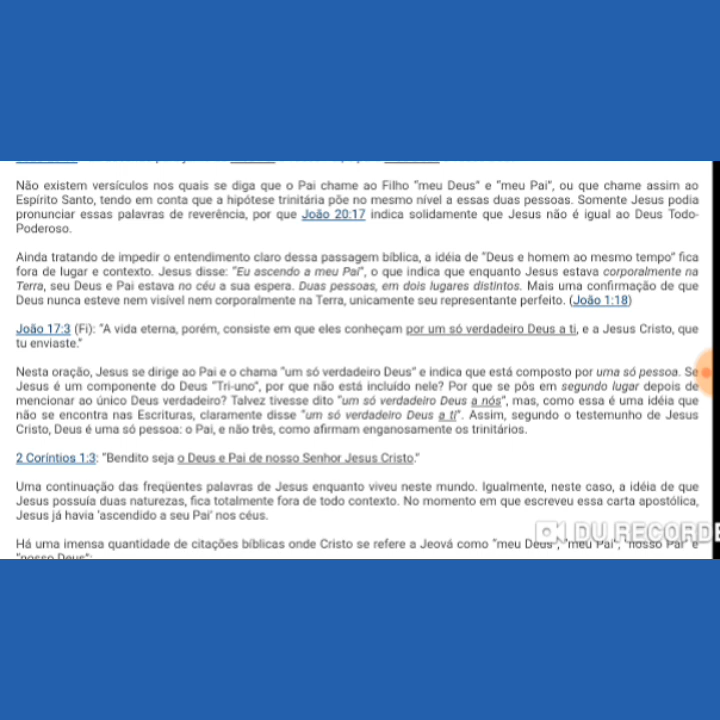 Não existem versículos nos quais se diga que o Pai chame ao Filho "meu Deus" e "meu Pai", ou que chame assim ao
Espírito Santo, tendo em conta que a hipótese trinitária põe no mesmo nível a essas duas pessoas. Somente Jesus podia
pronunciar essas palavras de reverência, por que João 20:17 indica solidamente que Jesus não é igual ao Deus Todo-
Poderoso.
Ainda tratando de impedir o entendimento claro dessa passagem bíblica, a idéia de "Deus e homem ao mesmo tempo" fica
fora de lugar e contexto. Jesus disse: "Eu ascendo a meu Pai", o que indica que enquanto Jesus estava corporalmente na
Terra, seu Deus e Pai estava no céu a sua espera. Duas pessoas, em dois lugares distintos. Mais uma confirmação de que
Deus nunca esteve nem visível nem corporalmente na Terra, unicamente seu representante perfeito. (João 1:18)
João 17:3 (Fi): "A vida eterna, porém, consiste em que eles conheçam por um só verdadeiro Deus a ti, e a Jesus Cristo, que
tu enviaste."
Nesta oração, Jesus se dirige ao Pai e o chama "um só verdadeiro Deus" e indica que está composto por uma só pessoa. Se
Jesus é um componente do Deus "Tri-uno", por que não está incluído nele? Por que se pôs em segundo lugar depois de
mencionar ao único Deus verdadeiro? Talvez tivesse dito "um só verdadeiro Deus a nós", mas, como essa é uma idéia que
não se encontra nas Escrituras, claramente disse "um só verdadeiro Deus a ti". Assim, segundo o testemunho de Jesus
Cristo, Deus é uma só pessoa: o Pai, e não três, como afirmam enganosamente os trinitários.
2 Coríntios 1:3: "Bendito seja o Deus e Pai de nosso Senhor Jesus Cristo."
Uma continuação das freqüentes palavras de Jesus enquanto viveu neste mundo. Igualmente, neste caso, a idéia de que
Jesus possuía duas naturezas, fica totalmente fora de todo contexto. No momento em que escreveu essa carta apostólica,
Jesus já havia 'ascendido a seu Pai' nos céus.
DU RECORDE
Há uma imensa quantidade de citações bíblicas onde Cristo se refere a Jeová como "meu Deus", "meu Pai", "nosso Pai" e
"nosso Deus":